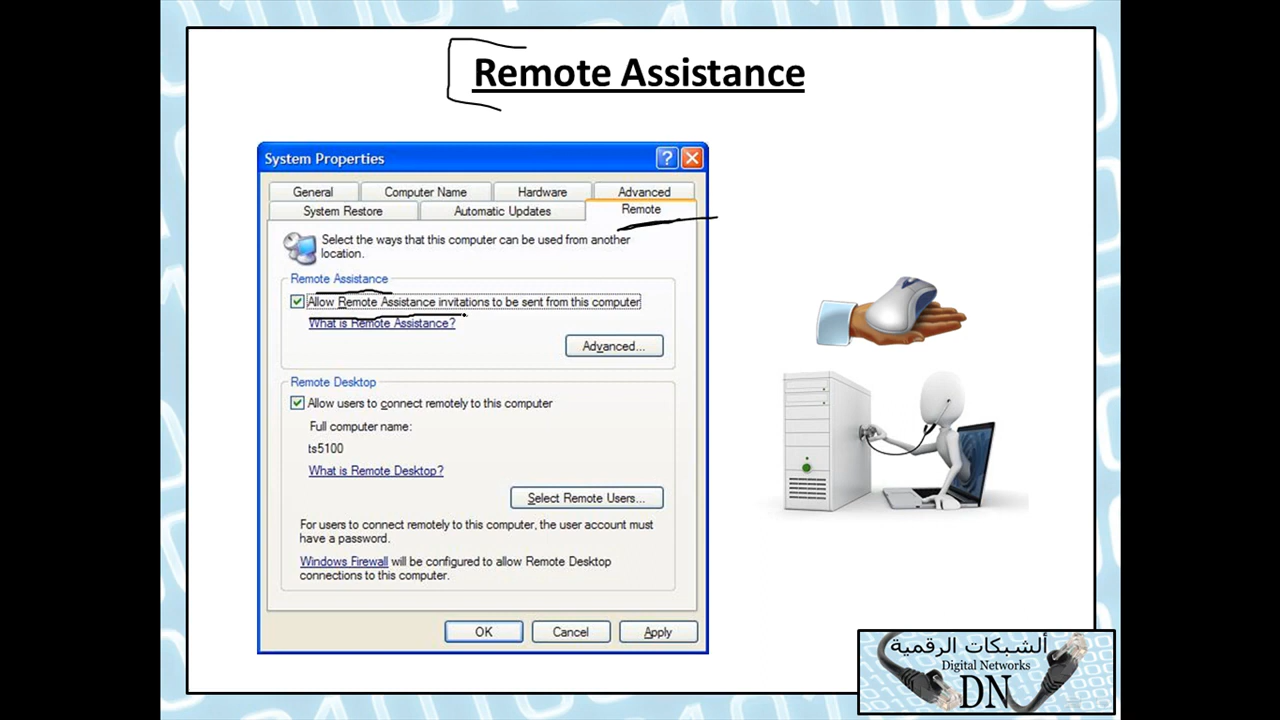 Remote Assistance
System Properties
General Computer Name Hardware Advanced
System Restore Automatic Updates Remote
Select the ways that this computer can be used from another
location.
Remote Assistance
Allow Remote Assistance invitations to be sent from this computer
What is Remote Assistance?
Advanced...
Remote Desktop
Allow users to connect remotely to this computer
Full computer name:
ts5100
What is Remote Desktop?
Select Remote Users...
For users to connect remotely to this computer, the user account must
have a password.
Windows Firewall will be configured to allow Remote Desktop
connections to this computer.
OK Cancel Apply
ألشبكات الرقمية
Digital Networks
DN